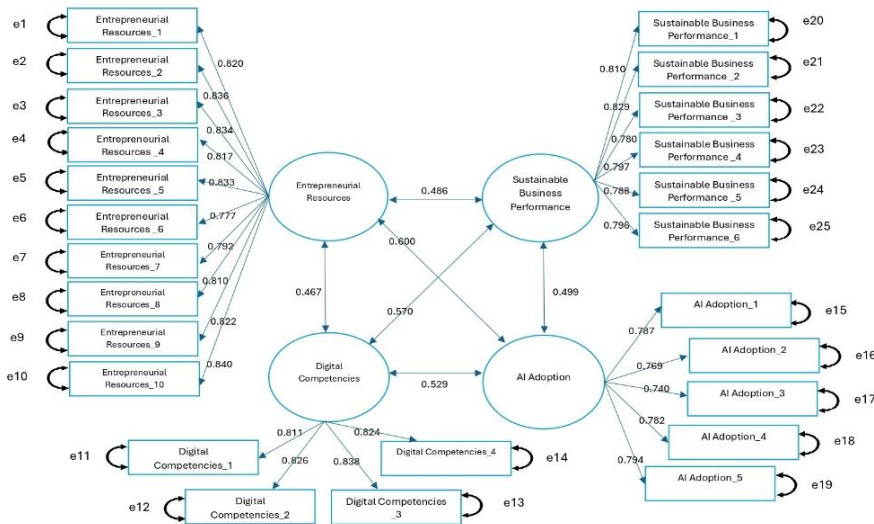 e1
Entrepreneurial
Resources_1
e2
Entrepreneurial
Resources_2
e3
Entrepreneurial
Resources_3
e4
Entrepreneurial
Resources _4
e5
Entrepreneurial
Resources _5
e6
Entrepreneurial
Resources _6
e7
Entrepreneurial
Resources_7
e8
Entrepreneurial
Resources_8
e9
Entrepreneurial
Resources_9
e10
Entrepreneurial
Resources_10
0.820
0.836
0.834
0.817
0.833
0.777
0.792
0.810
0.822
0.840
Entrepreneurial
Resources
0.486
Sustainable
Business
Performance
0.600
0.467
0.570
0.499
Digital
Competencies
0.529
AI Adoption
0.810
0.829
0.780
0.797
0.788
0.796
Sustainable Business
Performance_1
e20
Sustainable Business
Performance _2
e21
Sustainable Business
Performance _3
e22
Sustainable Business
Performance _4
e23
Sustainable Business
Performance _5
e24
Sustainable Business
Performance_6
e25
0.787
0.769
0.740
0.782
0.794
AI Adoption_1
e15
AI Adoption_2
e16
AI Adoption_3
e17
AI Adoption_4
e18
AI Adoption_5
e19
0.811
0.826
0.838
0.824
e11
Digital
Competencies_1
e12
Digital
Competencies_2
Digital Competencies
_3
e13
Digital Competencies_4
e14